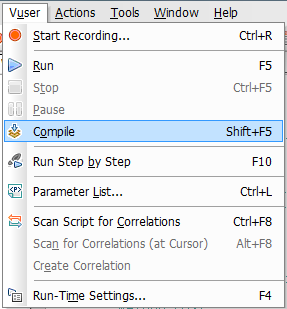 Vuser Actions Tools Window Help
Start Recording... Ctrl+R
Run F5
Stop Ctrl+F5
Pause
Compile Shift+F5
Run Step by Step F10
Parameter List... Ctrl+L
Scan Script for Correlations Ctrl+F8
Scan for Correlations (at Cursor) Alt+F8
Create Correlation
Run-Time Settings... F4